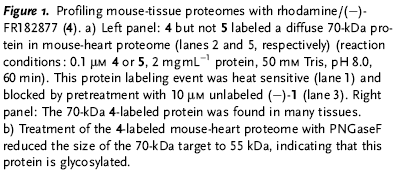 Figure 1. Profiling mouse-tissue proteomes with rhodamine/(–)-
FR182877 (4). a) Left panel: 4 but not 5 labeled a diffuse 70-kDa pro-
tein in mouse-heart proteome (lanes 2 and 5, respectively) (reaction
conditions: 0.1 μM 4 or 5, 2 mg mL⁻¹ protein, 50 mM Tris, pH 8.0,
60 min). This protein labeling event was heat sensitive (lane 1) and
blocked by pretreatment with 10 μM unlabeled (–)-1 (lane 3). Right
panel: The 70-kDa 4-labeled protein was found in many tissues.
b) Treatment of the 4-labeled mouse-heart proteome with PNGaseF
reduced the size of the 70-kDa target to 55 kDa, indicating that this
protein is glycosylated.